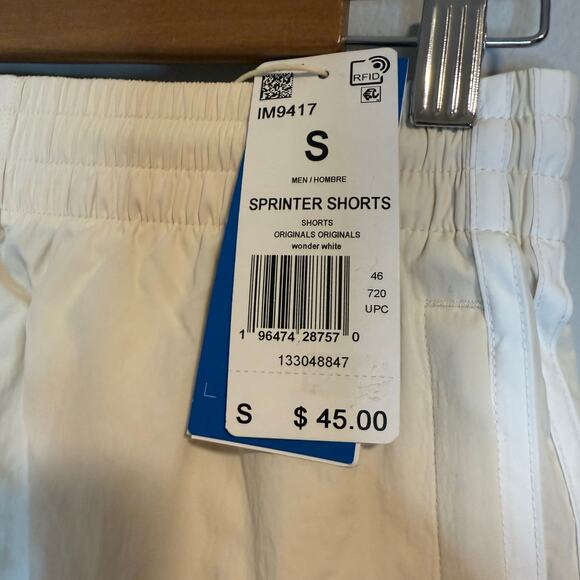 RFID
IM9417
S
MEN / HOMBRE
SPRINTER SHORTS
SHORTS
ORIGINALS ORIGINALS
wonder white
46
720
UPC
1 96474 28757 0
133048847
S $ 45.00
L